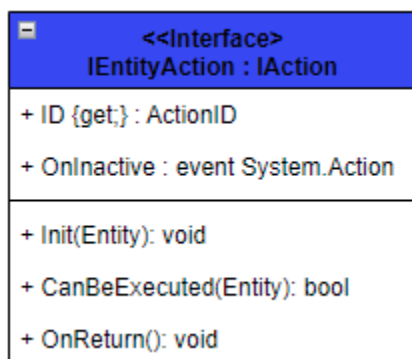 <<Interface>
IEntityAction : IAction
+ ID {get;} : ActionID
+ OnInactive : event System.Action
+ Init(Entity): void
+ CanBeExecuted(Entity): bool
+ OnReturn(): void